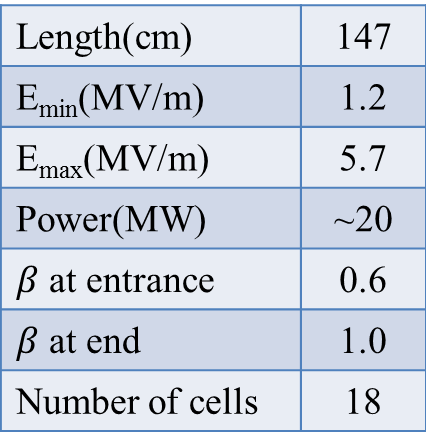 Length(cm) 147
Emin(MV/m) 1.2
Emax(MV/m) 5.7
Power(MW) ~20
β at entrance 0.6
β at end 1.0
Number of cells 18